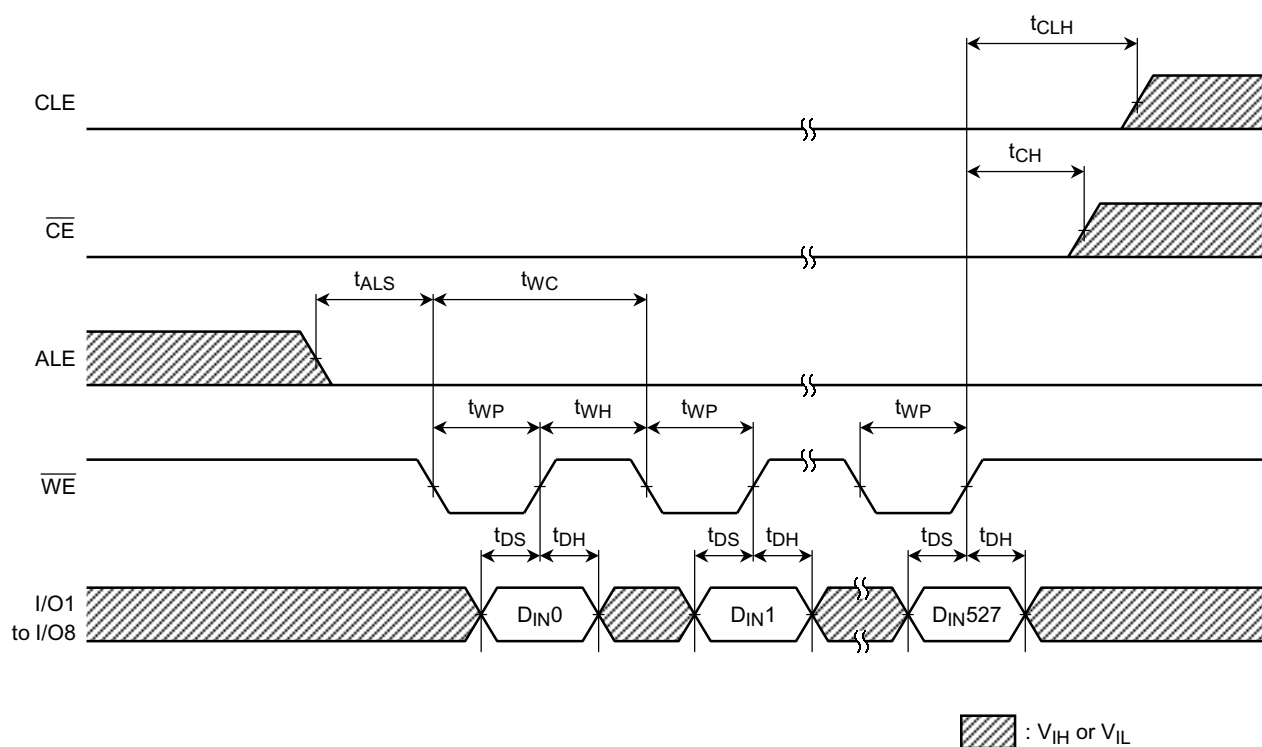 tCLH
CLE
tCH
CE
tALS
tWC
ALE
tWP
tWH
tWP
tWP
WE
tDS
tDH
tDS
tDH
tDS
tDH
I/O1
to I/O8
DIN0
DIN1
DIN527
: VIH or VIL